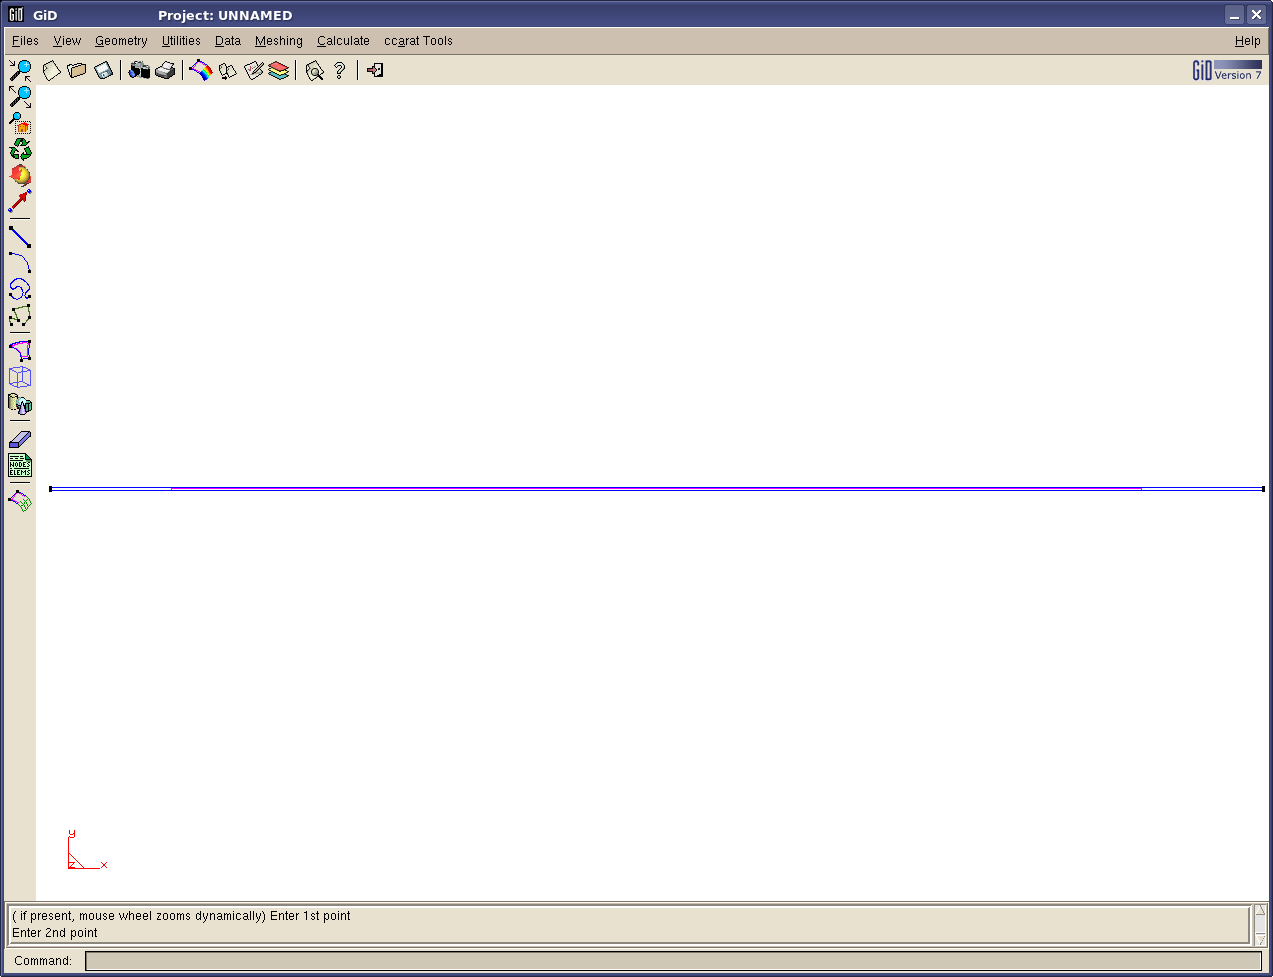 GiD GiD Project: UNNAMED
Files View Geometry Utilities Data Meshing Calculate ccarat Tools Help
GiD Version 7
NODES
ELEMS
y
z x
( if present, mouse wheel zooms dynamically) Enter 1st point
Enter 2nd point
Command: